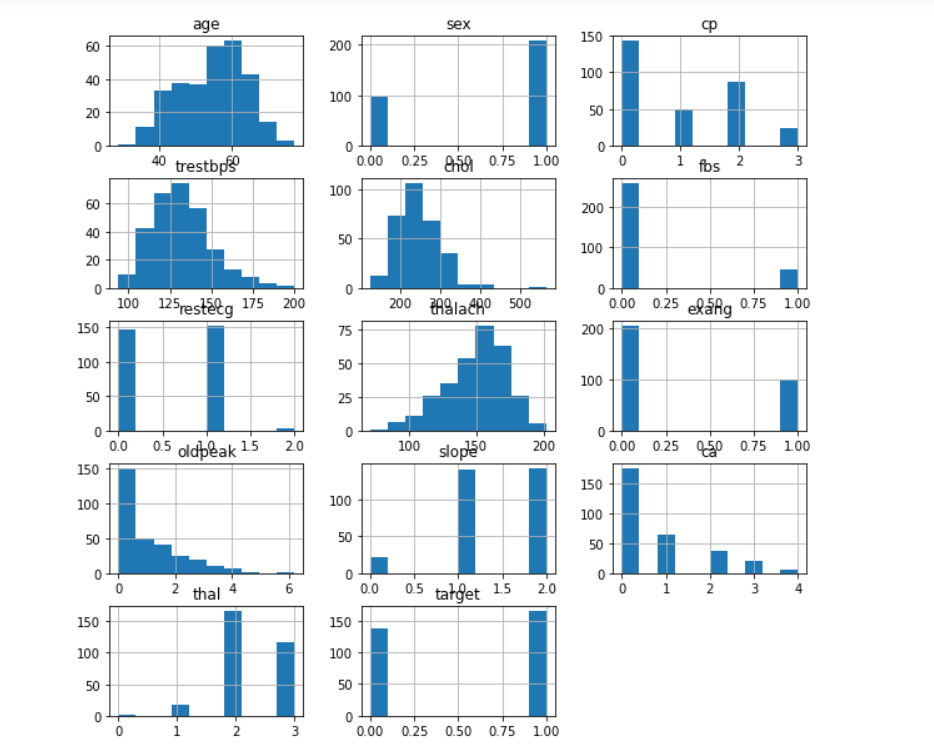 age sex cp
60 40 20 0
40 60
200 100 0
0.00 0.25 0.50 0.75 1.00
150 100 50 0
0 1 2 3
trestbps chol fbs
60 40 20 0
100 125 150 175 200
100 50 0
200 300 400 500
200 100 0
0.00 0.25 0.50 0.75 1.00
restecg thalach exang
150 100 50 0
0.0 0.5 1.0 1.5 2.0
75 50 25 0
100 150 200
200 100 0
0.00 0.25 0.50 0.75 1.00
oldpeak slope ca
150 100 50 0
0 2 4 6
100 50 0
0.0 0.5 1.0 1.5 2.0
150 100 50 0
0 1 2 3 4
thal target
150 100 50 0
0 1 2 3
150 100 50 0
0.00 0.25 0.50 0.75 1.00